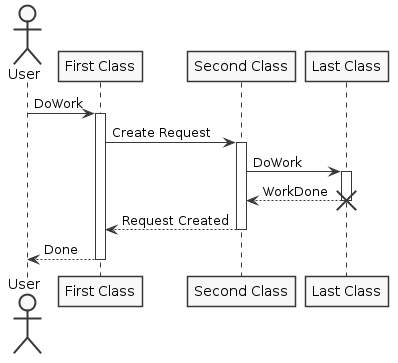 User
First Class
Second Class
Last Class
DoWork
Create Request
DoWork
WorkDone
Request Created
Done
User
First Class
Second Class
Last Class